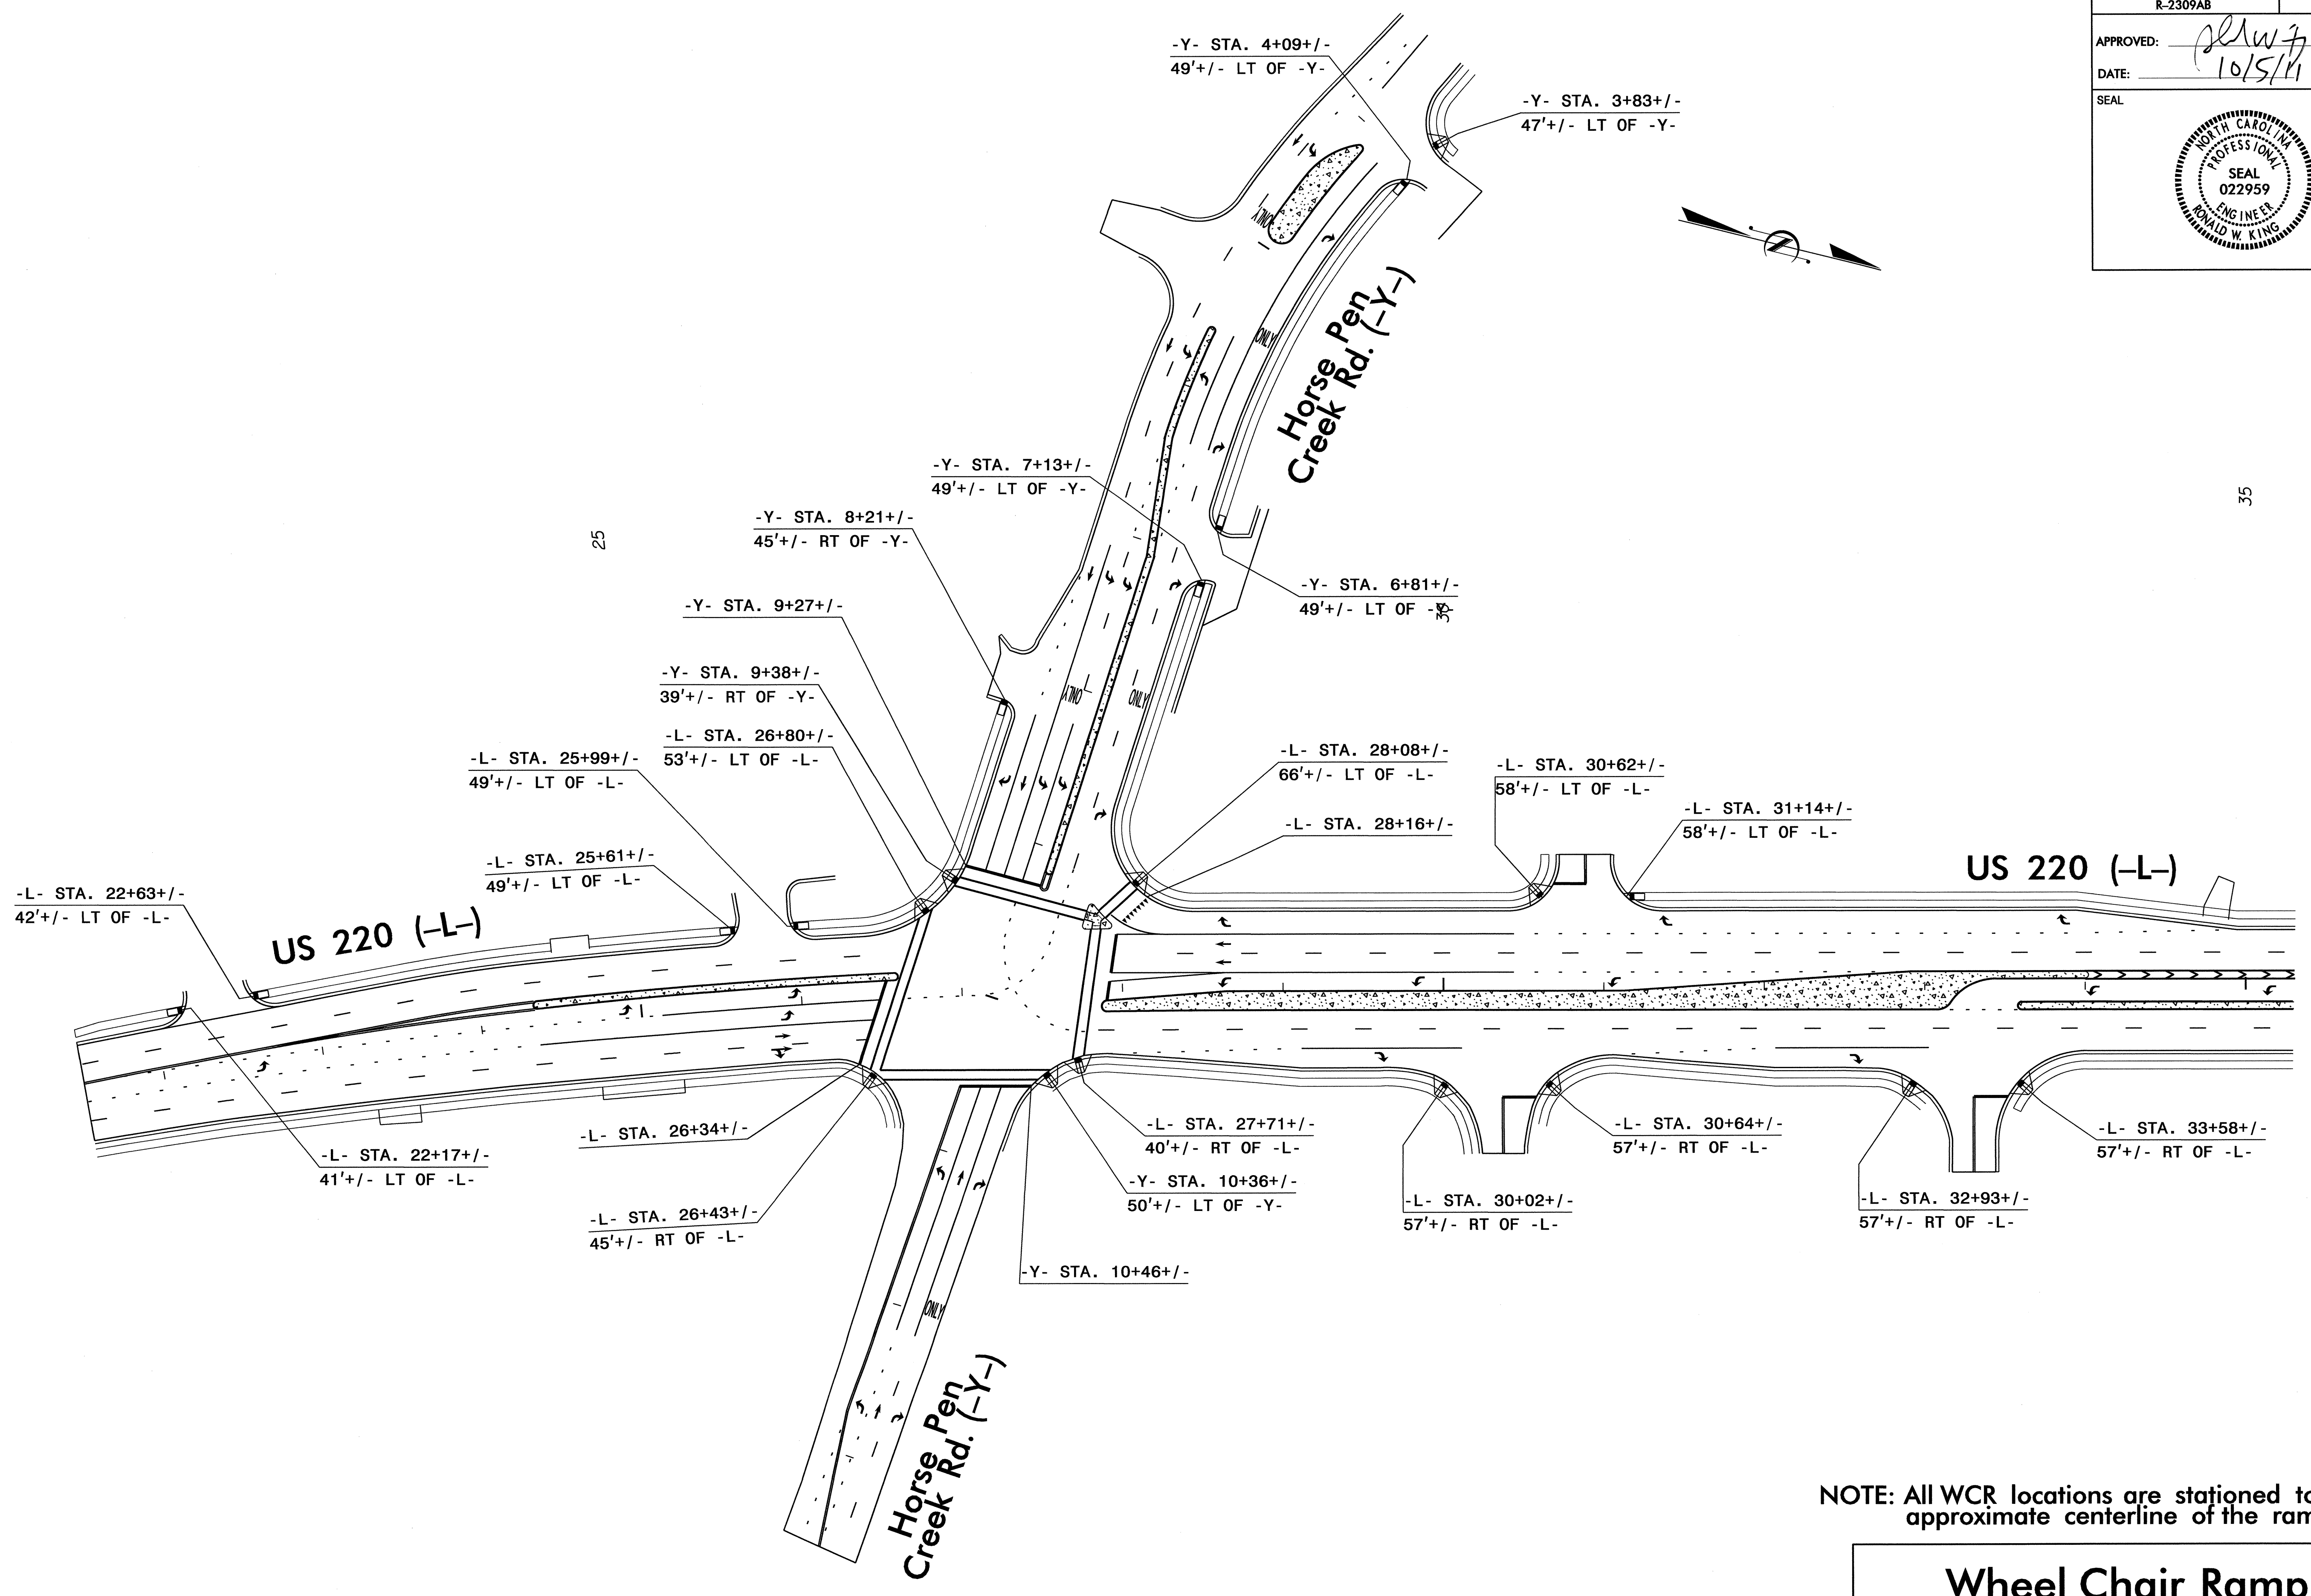 R-2309AB
APPROVED:
DATE: 10/5/11
SEAL
NORTH CAROLINA
PROFESSIONAL
SEAL
022959
ENGINEER
RONALD W. KING
-Y- STA. 4+09+/-
49'+/- LT OF -Y-
-Y- STA. 3+83+/-
47'+/- LT OF -Y-
ONLY
ONLY
Horse Pen
Creek Rd. (-Y-)
-Y- STA. 7+13+/-
49'+/- LT OF -Y-
35
-Y- STA. 8+21+/-
45'+/- RT OF -Y-
25
-Y- STA. 6+81+/-
49'+/- LT OF -Y-
30
-Y- STA. 9+27+/-
-Y- STA. 9+38+/-
39'+/- RT OF -Y-
ONLY
ONLY
-L- STA. 26+80+/-
53'+/- LT OF -L-
-L- STA. 25+99+/-
49'+/- LT OF -L-
-L- STA. 28+08+/-
66'+/- LT OF -L-
-L- STA. 30+62+/-
58'+/- LT OF -L-
-L- STA. 31+14+/-
58'+/- LT OF -L-
-L- STA. 28+16+/-
-L- STA. 25+61+/-
49'+/- LT OF -L-
US 220 (-L-)
-L- STA. 22+63+/-
42'+/- LT OF -L-
US 220 (-L-)
-L- STA. 26+34+/-
-L- STA. 27+71+/-
40'+/- RT OF -L-
-L- STA. 30+64+/-
57'+/- RT OF -L-
-L- STA. 33+58+/-
57'+/- RT OF -L-
-L- STA. 22+17+/-
41'+/- LT OF -L-
-Y- STA. 10+36+/-
50'+/- LT OF -Y-
-L- STA. 30+02+/-
57'+/- RT OF -L-
-L- STA. 32+93+/-
57'+/- RT OF -L-
-L- STA. 26+43+/-
45'+/- RT OF -L-
-Y- STA. 10+46+/-
ONLY
Horse Pen
Creek Rd. (-Y-)
NOTE: All WCR locations are stationed to
approximate centerline of the ram
Wheel Chair Ramp